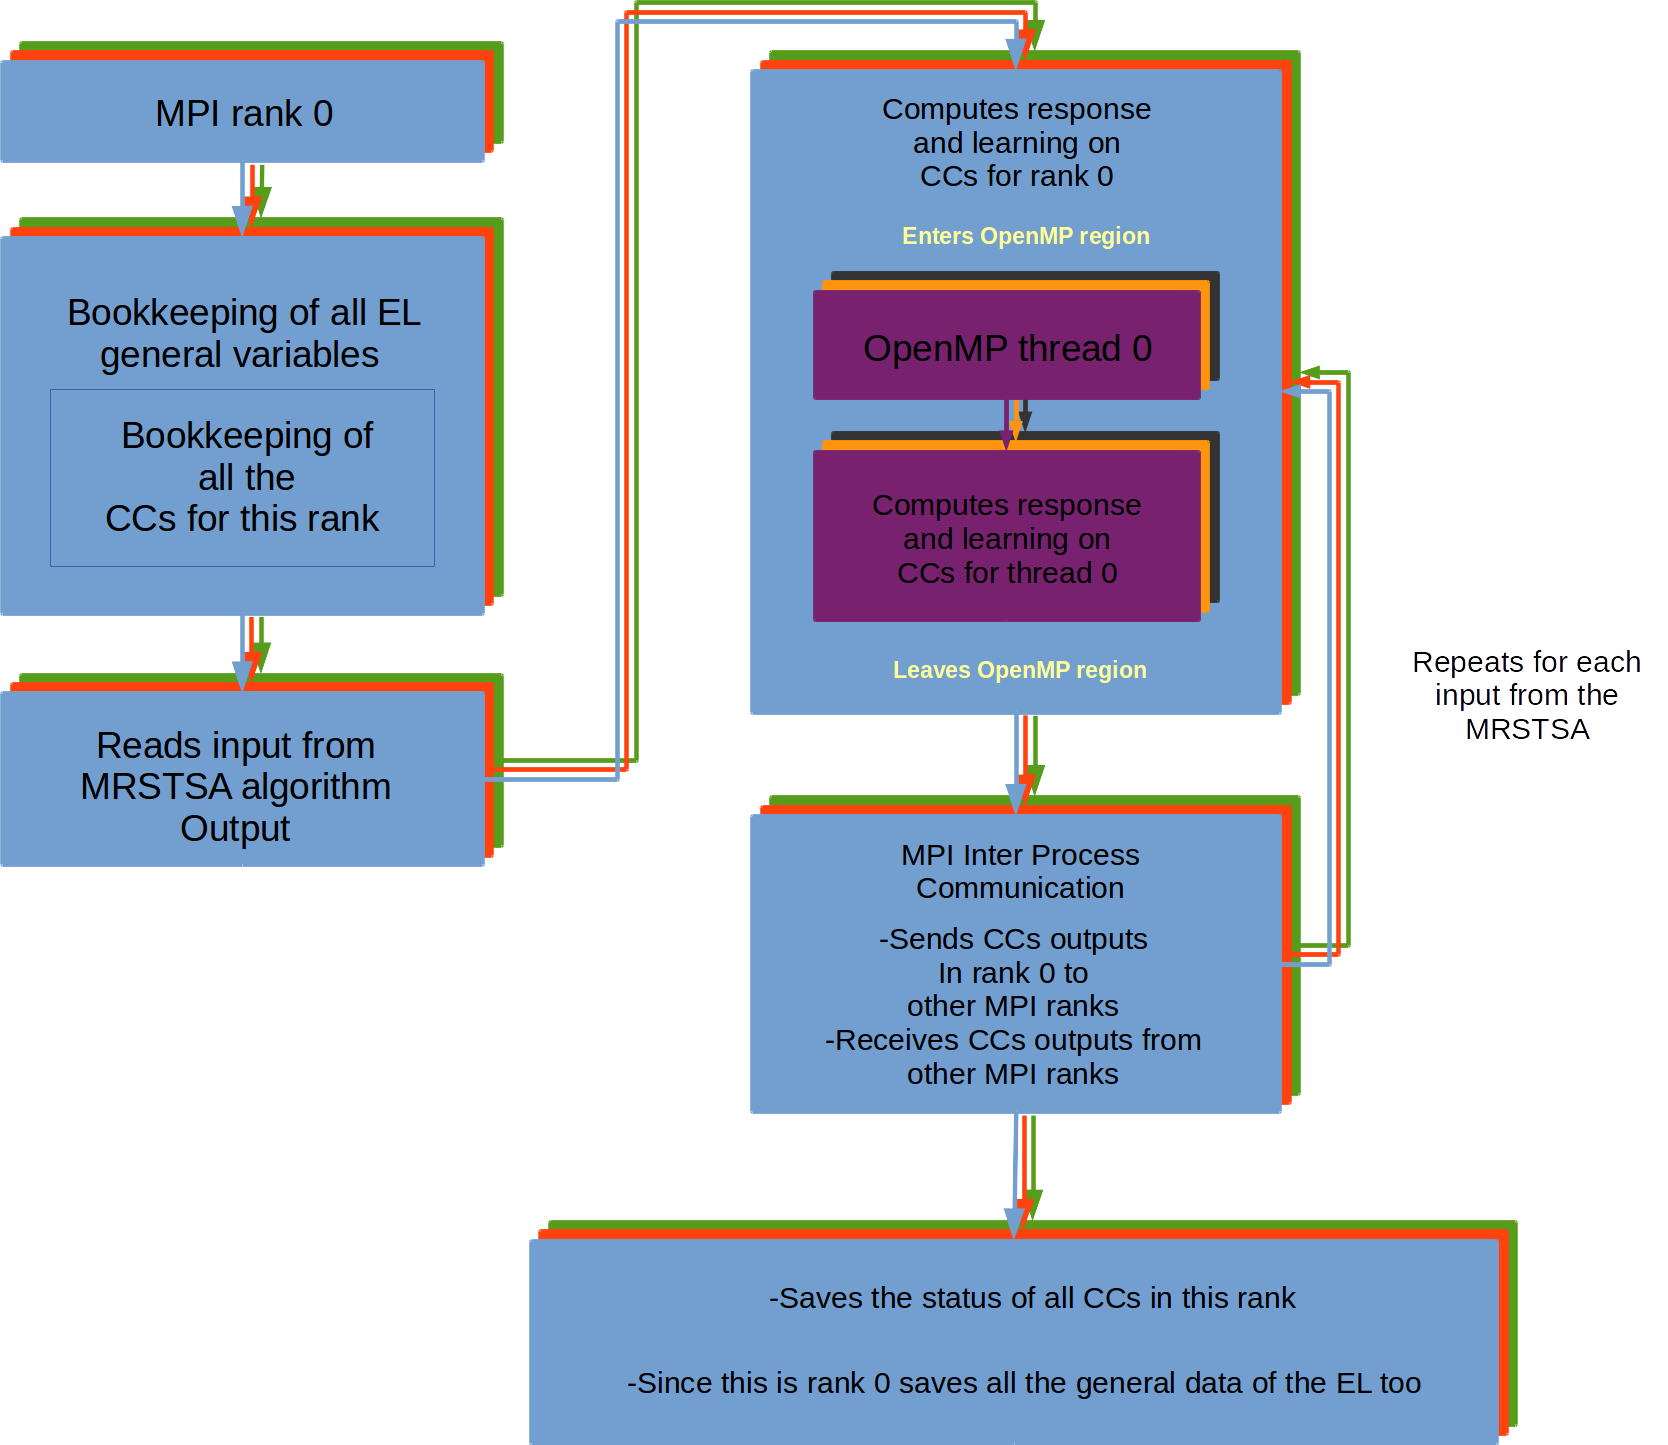 MPI rank 0
Bookkeeping of all EL
general variables
Bookkeeping of
all the
CCs for this rank
Reads input from
MRSTSA algorithm
Output
Computes response
and learning on
CCs for rank 0
Enters OpenMP region
OpenMP thread 0
Computes response
and learning on
CCs for thread 0
Leaves OpenMP region
Repeats for each
input from the
MRSTSA
MPI Inter Process
Communication
-Sends CCs outputs
In rank 0 to
other MPI ranks
-Receives CCs outputs from
other MPI ranks
-Saves the status of all CCs in this rank
-Since this is rank 0 saves all the general data of the EL too